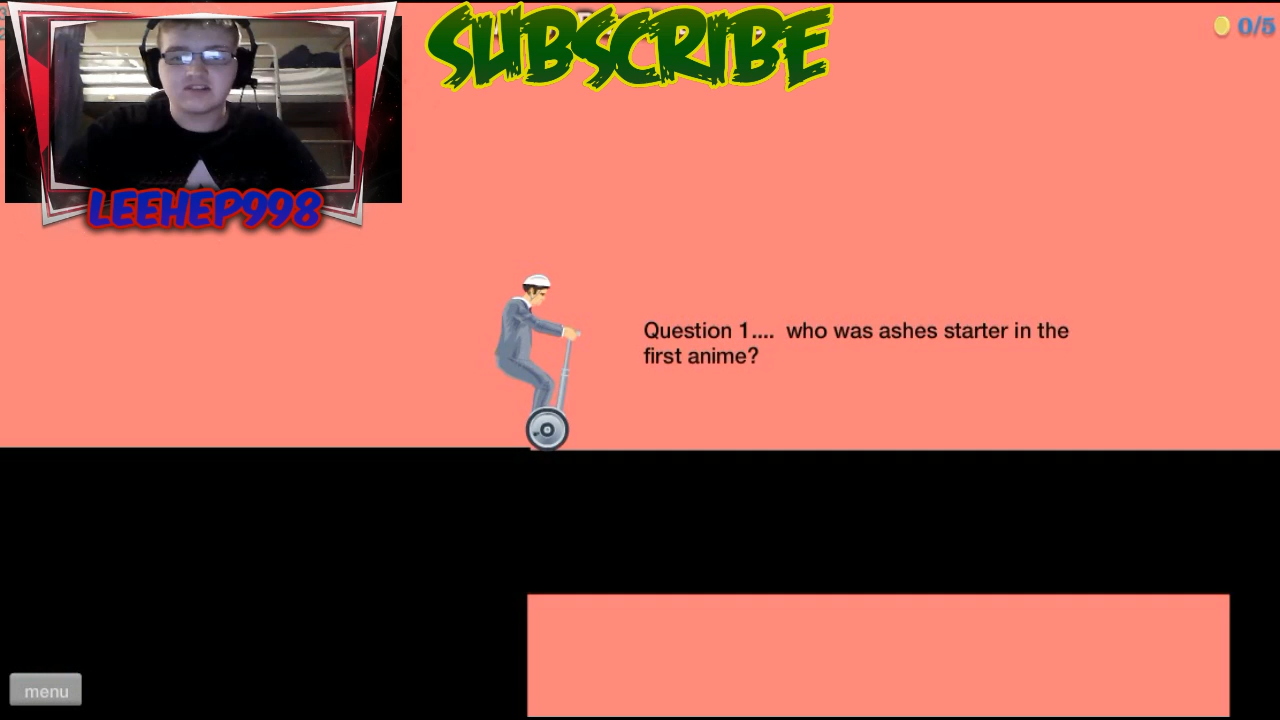 SUBSCRIBE
0/5
LEEHEP998
Question 1.... who was ashes starter in the
first anime?
menu